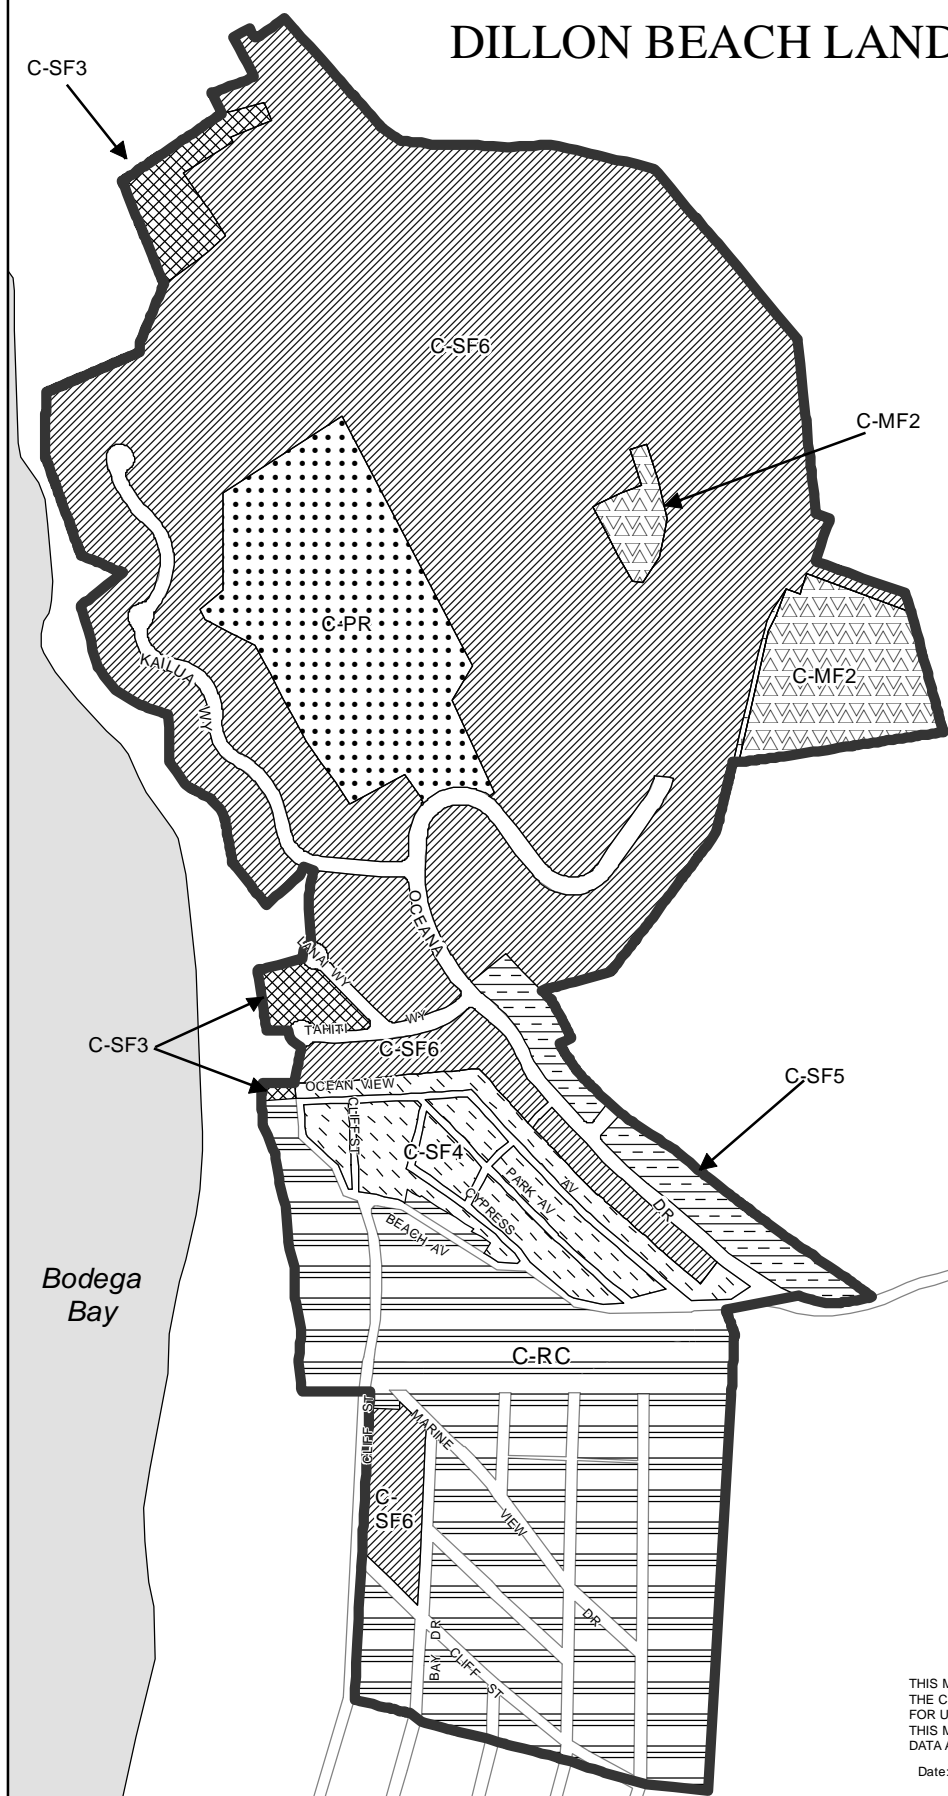 DILLON BEACH LAND
C-SF3
C-SF6
C-MF2
C-PR
C-MF2
KAILUA
WY
OCEANA
LANAI WY
TAHITI
WY
C-SF3
C-SF6
OCEAN VIEW
C-SF5
CLIFF ST
C-SF4
PARK AV
AV
CYPRESS
DR
BEACH AV
Bodega
Bay
C-RC
CLIFF ST
MARINE
C-
SF6
VIEW
DR
BAY DR
CLIFF ST
THIS M
THE C
FOR U
THIS M
DATA A
Date: